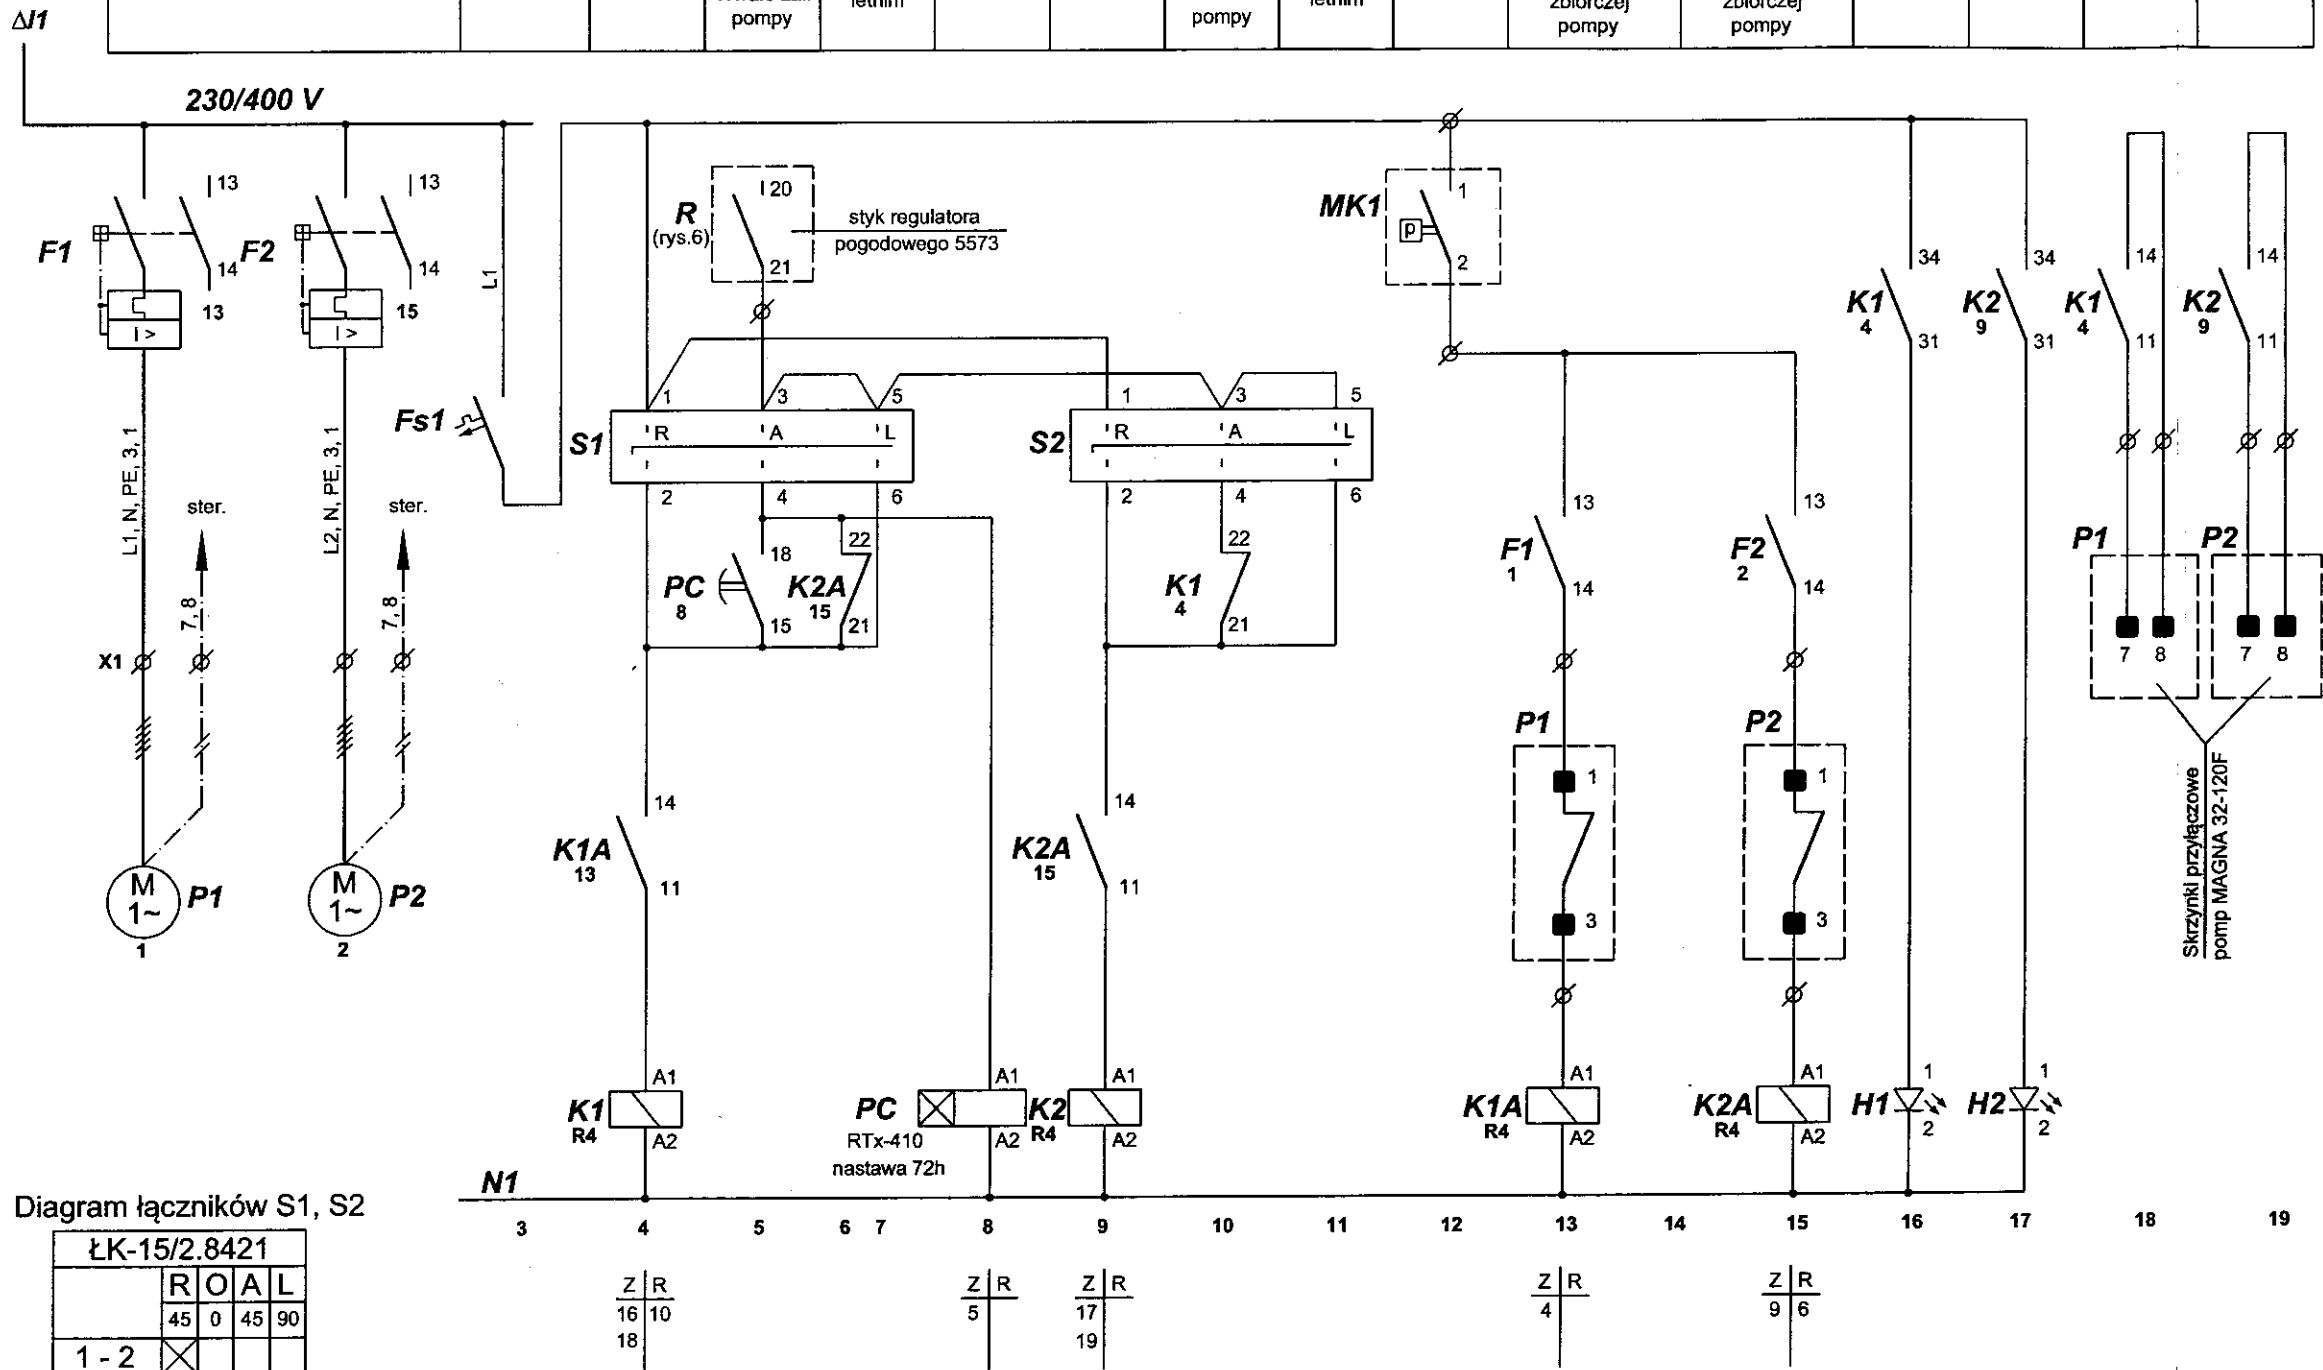 ΔI1
pompy
letnim
pompy
letnim
zbiorczej
pompy
zbiorczej
pompy
230/400 V
F1
13
14
13
F2
13
14
15
I >
I >
L1
R
(rys.6)
20
21
styk regulatora
pogodowego 5573
MK1
p
1
2
K1
4
34
31
K2
9
34
31
K1
4
14
11
K2
9
14
11
Fs1
S1
1 3 5
R A L
2 4 6
S2
1 3 5
R A L
2 4 6
L1, N, PE, 3, 1
ster.
7, 8
L2, N, PE, 3, 1
ster.
7, 8
PC
8
18
15
K2A
15
22
21
K1
4
22
21
F1
1
13
14
F2
2
13
14
P1
7 8
P2
7 8
X1
P1
1
3
P2
1
3
Skrzynki przyłączowe
pomp MAGNA 32-120F
K1A
13
14
11
K2A
15
14
11
M
1~
P1
1
M
1~
P2
2
K1
R4
A1
A2
PC
RTx-410
nastawa 72h
A1
A2
K2
R4
A1
A2
K1A
R4
A1
A2
K2A
R4
A1
A2
H1
1
2
H2
1
2
N1
3 4 5 6 7 8 9 10 11 12 13 14 15 16 17 18 19
Diagram łączników S1, S2
ŁK-15/2.8421
R O A L
45 0 45 90
1 - 2
Z R
16 10
18
Z R
5
Z R
17
19
Z R
4
Z R
9 6